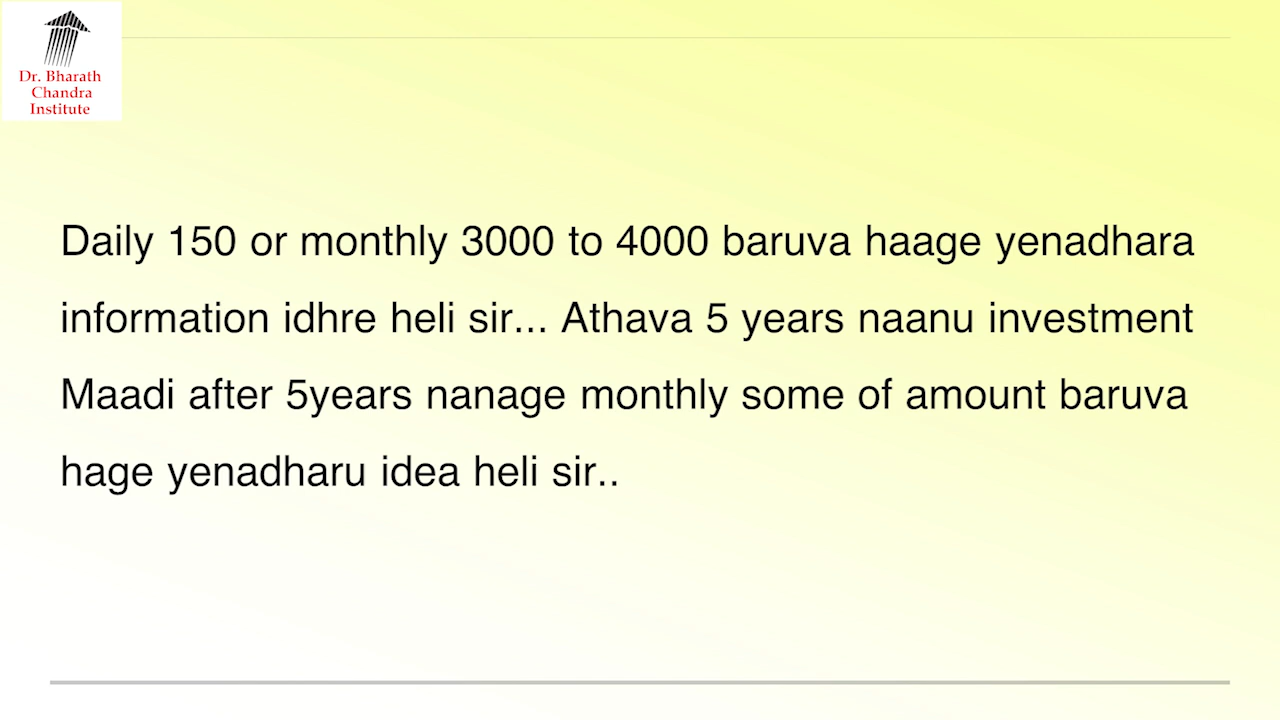 Dr. Bharath
Chandra
Institute
Daily 150 or monthly 3000 to 4000 baruva haage yenadhara
information idhre heli sir... Athava 5 years naanu investment
Maadi after 5years nanage monthly some of amount baruva
hage yenadharu idea heli sir..